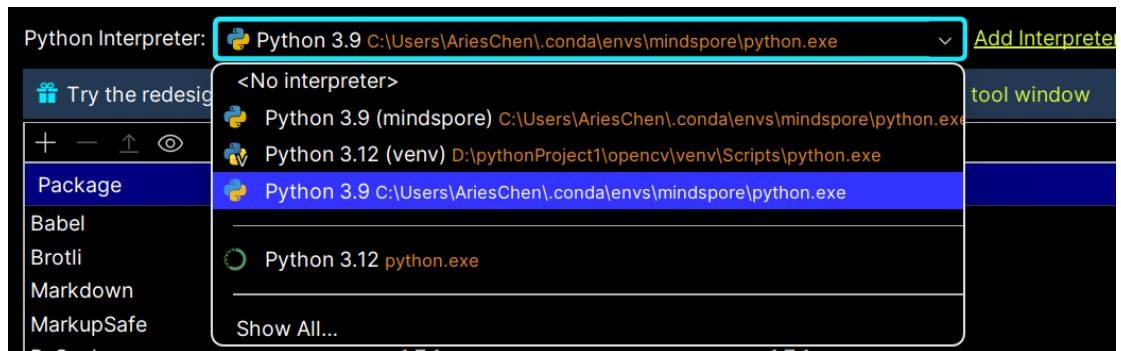 Python Interpreter: Python 3.9 C:\Users\AriesChen\.conda\envs\mindspore\python.exe Add Interpreter
<No interpreter>
Try the redesig tool window
Python 3.9 (mindspore) C:\Users\AriesChen\.conda\envs\mindspore\python.exe
Python 3.12 (venv) D:\pythonProject1\opencv\venv\Scripts\python.exe
Package
Python 3.9 C:\Users\AriesChen\.conda\envs\mindspore\python.exe
Babel
Brotli
Python 3.12 python.exe
Markdown
MarkupSafe
Show All...